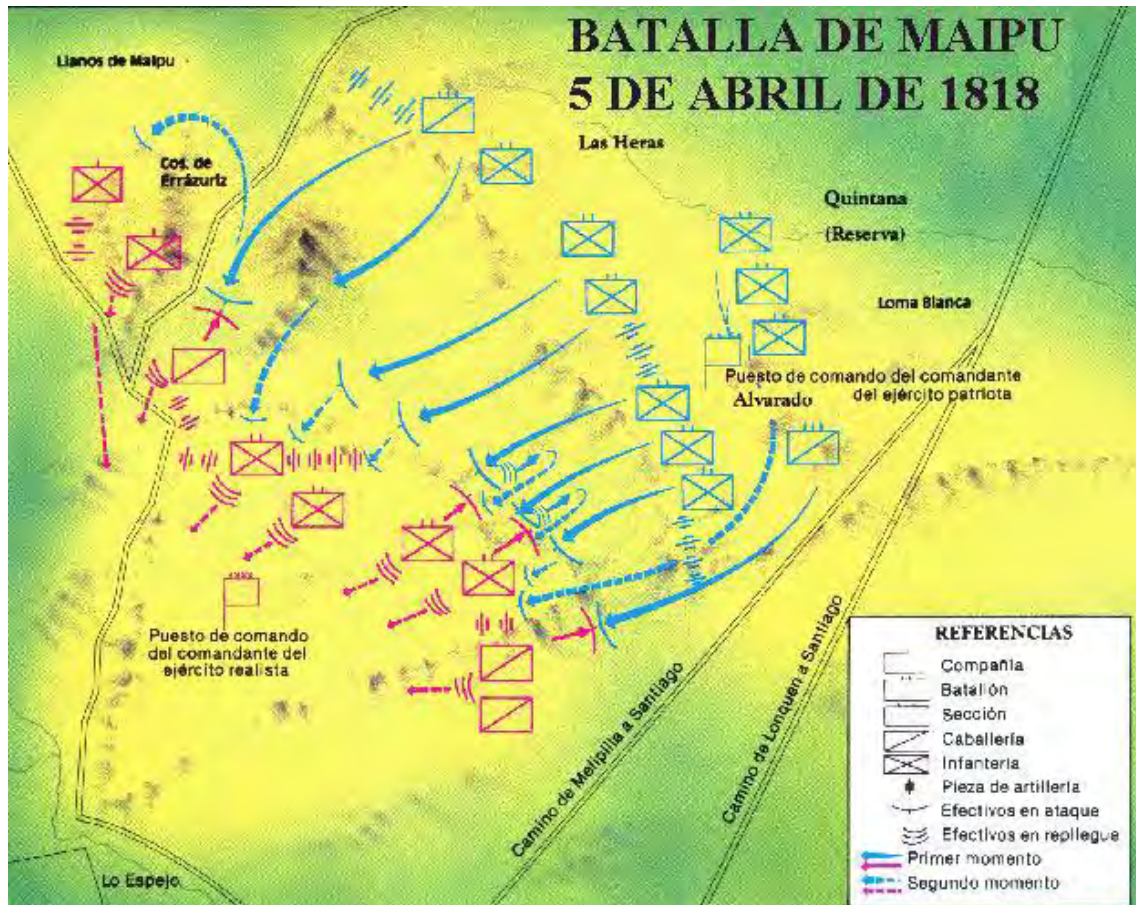 BATALLA DE MAIPU
5 DE ABRIL DE 1818
Llanos de Maipu
Las Heras
Cos. de
Errázuriz
Quintana
(Reserva)
Loma Blanca
Puesto de comando del comandante
del ejército patriota
Alvarado
Puesto de comando
del comandante del
ejército realista
Camino de Melipilla a Santiago
Camino de Lonquen a Santiago
Lo Espejo
REFERENCIAS
Compañía
Batallón
Sección
Caballería
Infantería
Pieza de artillería
Efectivos en ataque
Efectivos en repliegue
Primer momento
Segundo momento